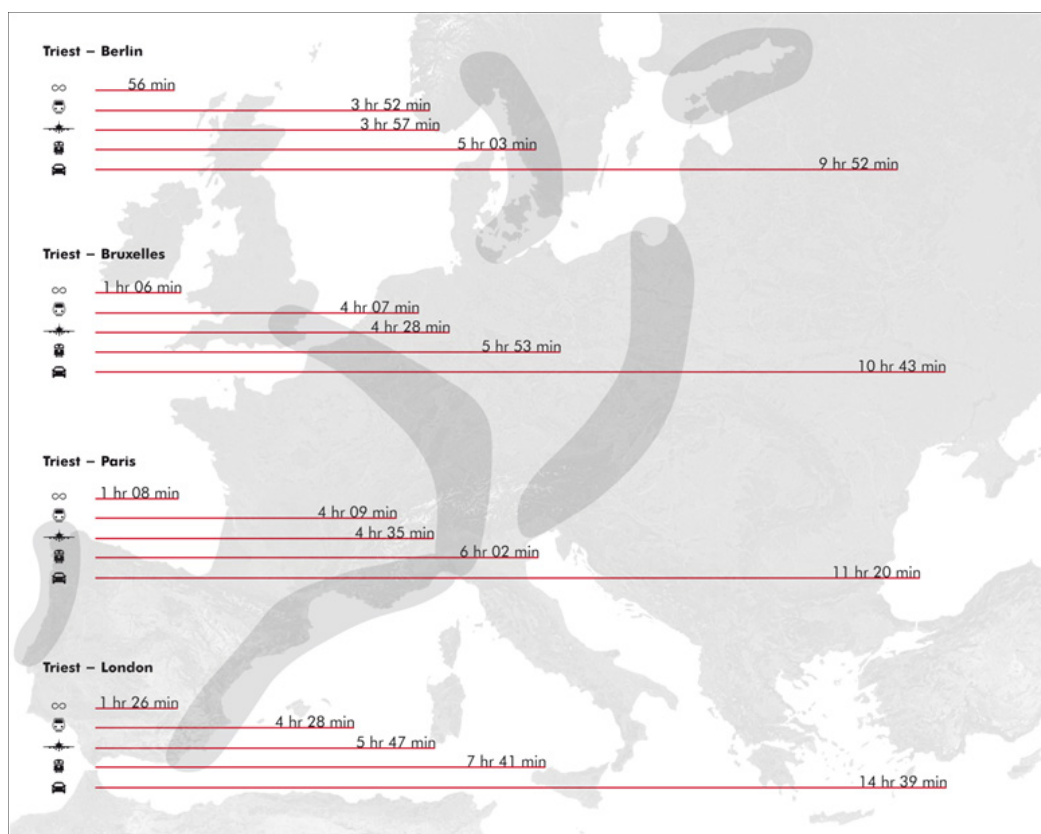 Triest – Berlin
56 min
3 hr 52 min
3 hr 57 min
5 hr 03 min
9 hr 52 min
Triest – Bruxelles
1 hr 06 min
4 hr 07 min
4 hr 28 min
5 hr 53 min
10 hr 43 min
Triest – Paris
1 hr 08 min
4 hr 09 min
4 hr 35 min
6 hr 02 min
11 hr 20 min
Triest – London
1 hr 26 min
4 hr 28 min
5 hr 47 min
7 hr 41 min
14 hr 39 min